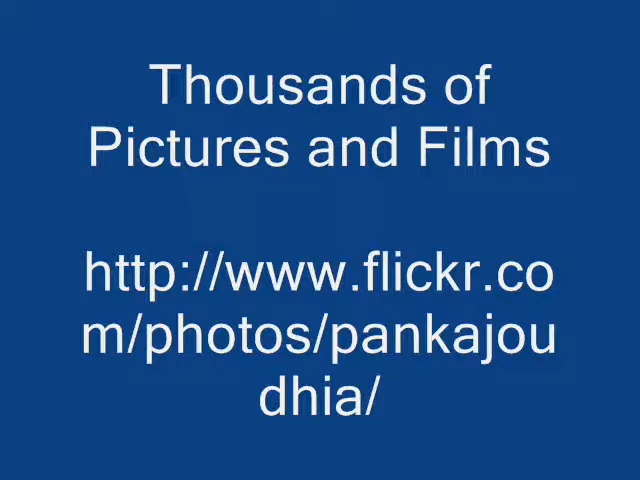 Thousands of
Pictures and Films
http://www.flickr.co
m/photos/pankajou
dhia/